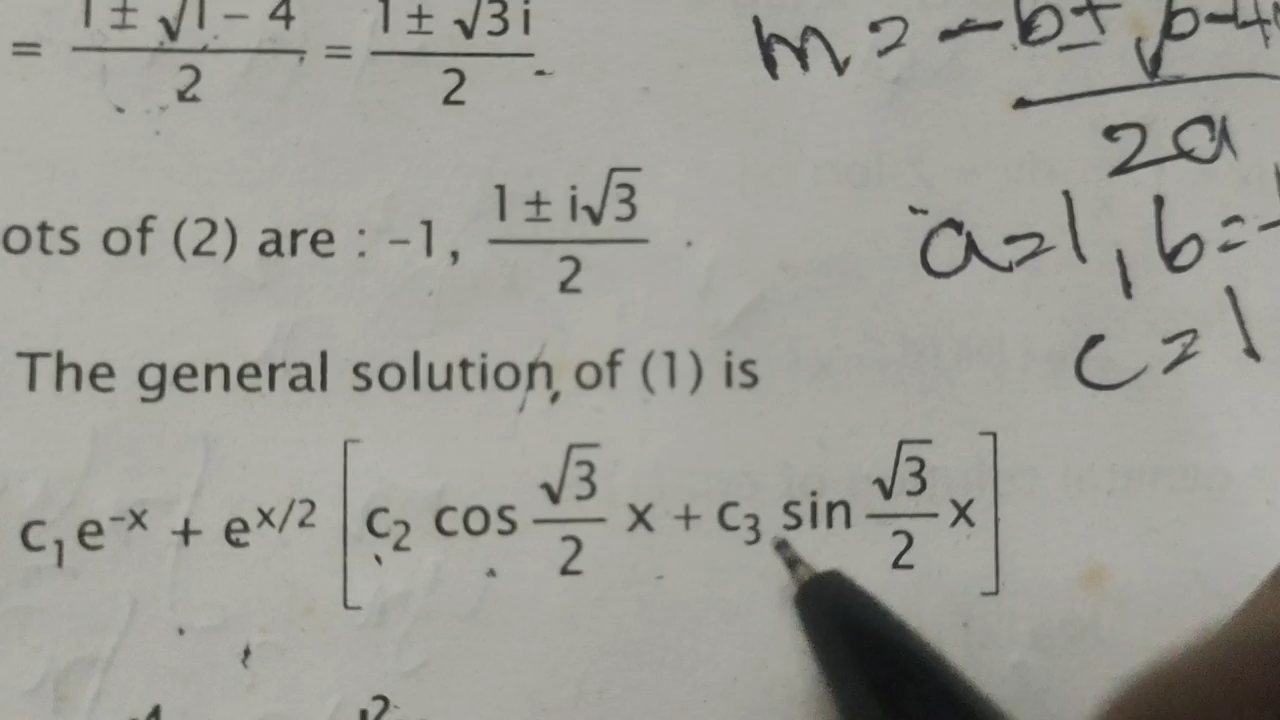 = (1 ± √1 − 4)/2 = (1 ± √3 i)/2
m = −b ± √b−4
2a
ots of (2) are : −1, (1 ± i√3)/2 .
a=1, b=−
c=1
The general solution, of (1) is
c₁e⁻ˣ + eˣ/² [c₂ cos (√3/2) x + c₃ sin (√3/2) x]